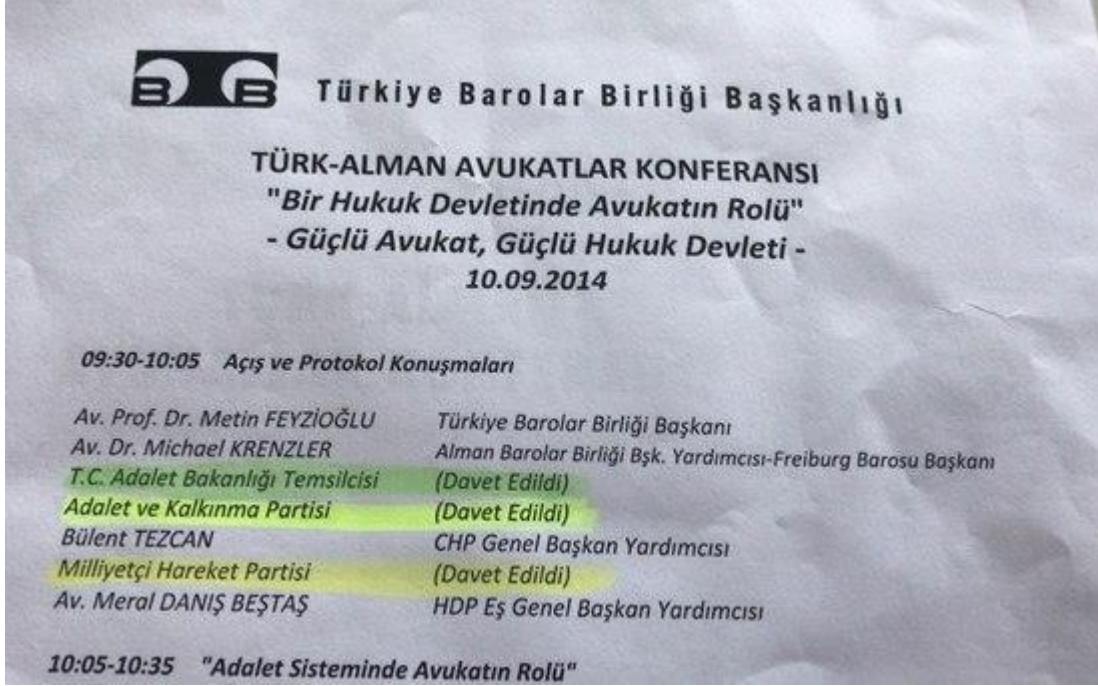 B B Türkiye Barolar Birliği Başkanlığı
TÜRK-ALMAN AVUKATLAR KONFERANSI
"Bir Hukuk Devletinde Avukatın Rolü"
- Güçlü Avukat, Güçlü Hukuk Devleti -
10.09.2014
09:30-10:05 Açış ve Protokol Konuşmaları
Av. Prof. Dr. Metin FEYZİOĞLU Türkiye Barolar Birliği Başkanı
Av. Dr. Michael KRENZLER Alman Barolar Birliği Bşk. Yardımcısı-Freiburg Barosu Başkanı
T.C. Adalet Bakanlığı Temsilcisi (Davet Edildi)
Adalet ve Kalkınma Partisi (Davet Edildi)
Bülent TEZCAN CHP Genel Başkan Yardımcısı
Milliyetçi Hareket Partisi (Davet Edildi)
Av. Meral DANIŞ BEŞTAŞ HDP Eş Genel Başkan Yardımcısı
10:05-10:35 "Adalet Sisteminde Avukatın Rolü"